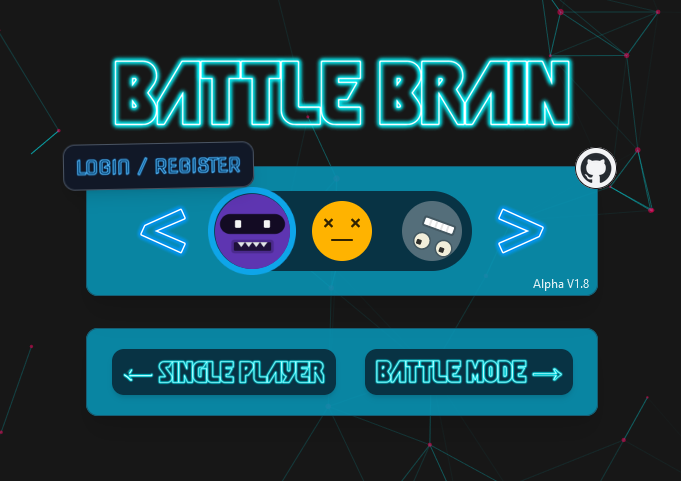 BATTLE BRAIN
LOGIN / REGISTER
< >
Alpha V1.8
← SINGLE PLAYER
BATTLE MODE →